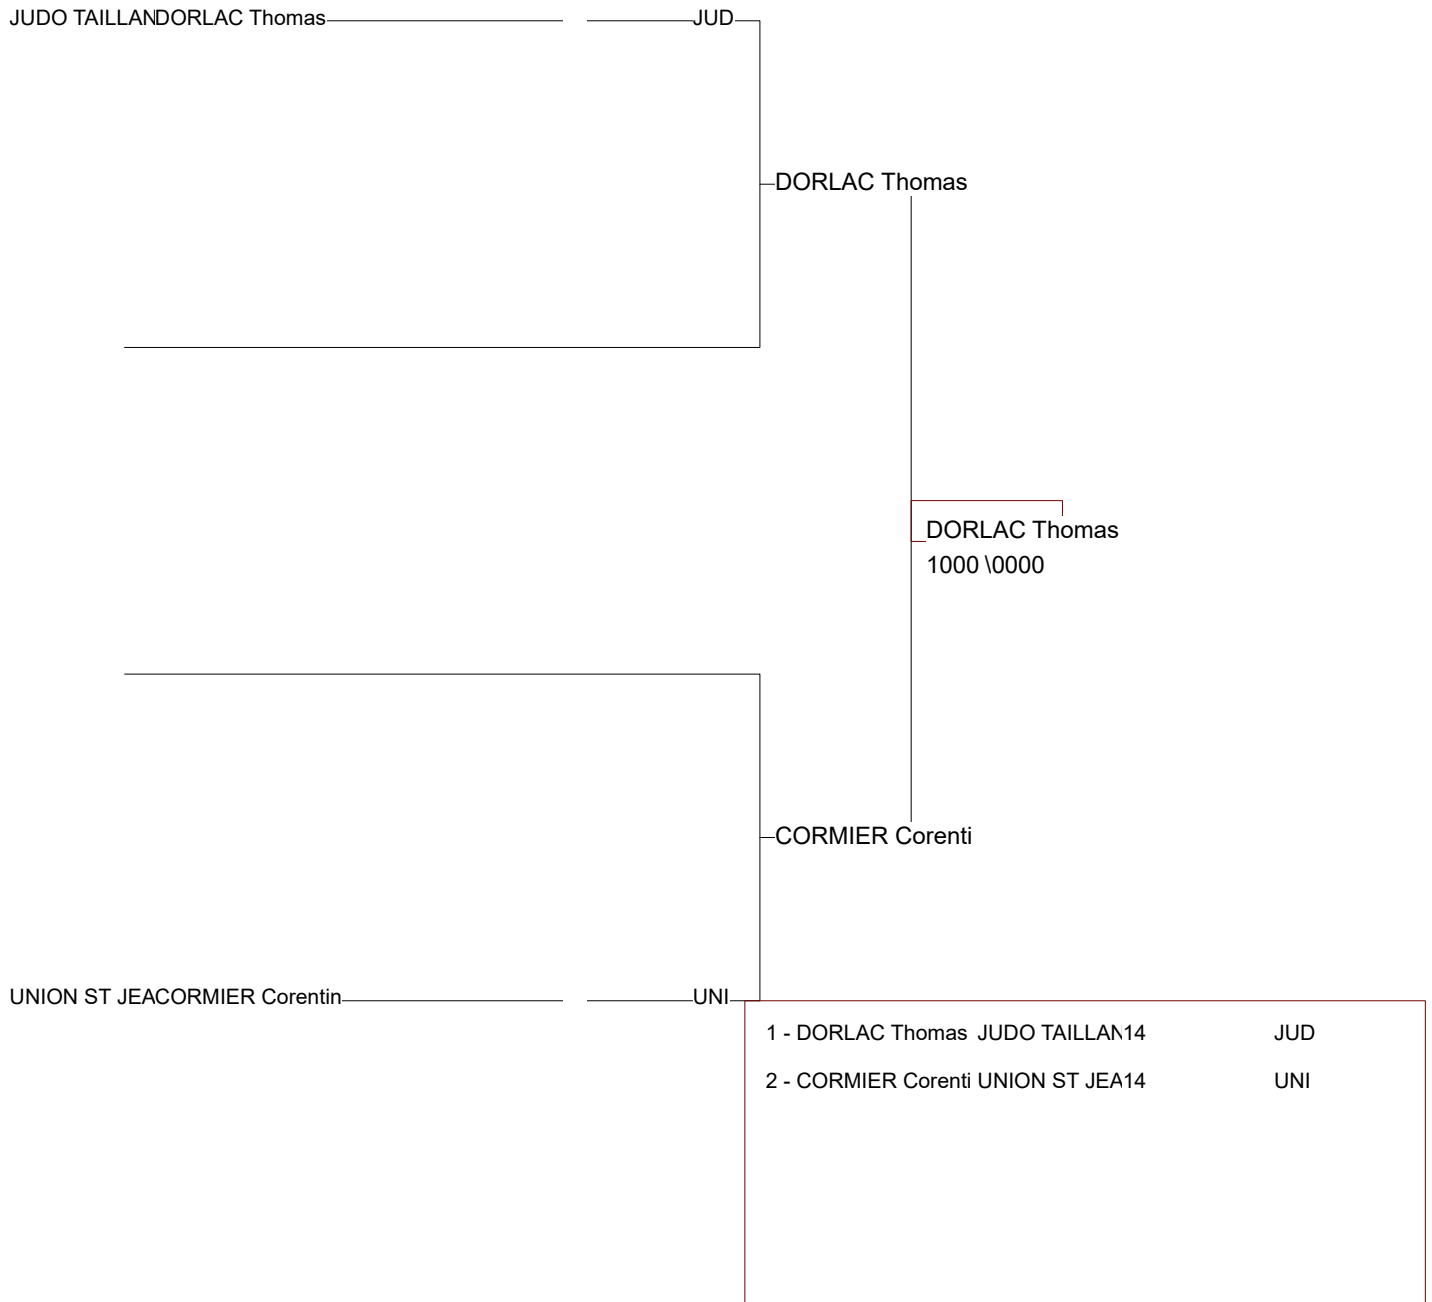 JUDO TAILLANDORLAC Thomas JUD
DORLAC Thomas
DORLAC Thomas
1000 \0000
CORMIER Corenti
UNION ST JEACORMIER Corentin UNI
1 - DORLAC Thomas JUDO TAILLAN14 JUD
2 - CORMIER Corenti UNION ST JEA14 UNI